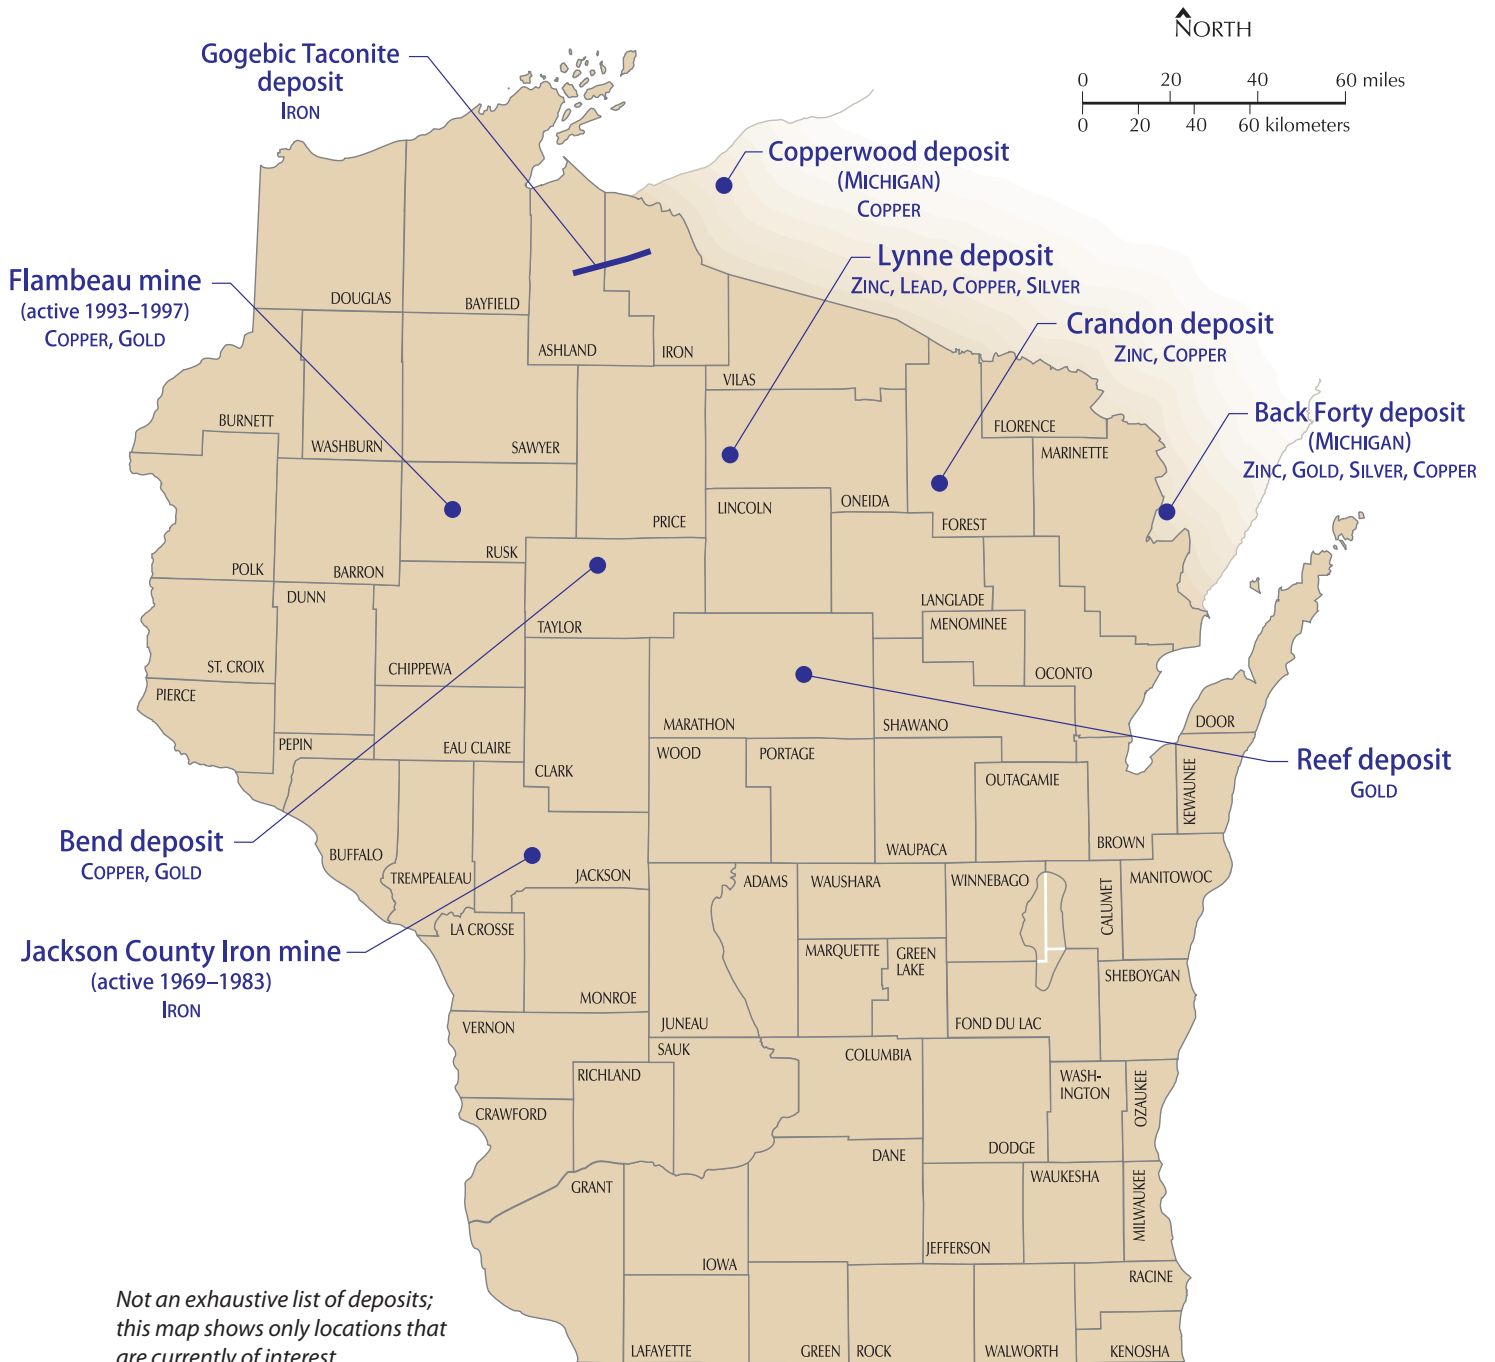 NORTH
0 20 40 60 miles
0 20 40 60 kilometers
Gogebic Taconite
deposit
IRON
Copperwood deposit
(MICHIGAN)
COPPER
Lynne deposit
ZINC, LEAD, COPPER, SILVER
Flambeau mine
(active 1993–1997)
COPPER, GOLD
Crandon deposit
ZINC, COPPER
Back Forty deposit
(MICHIGAN)
ZINC, GOLD, SILVER, COPPER
Reef deposit
GOLD
Bend deposit
COPPER, GOLD
Jackson County Iron mine
(active 1969–1983)
IRON
DOUGLAS
BAYFIELD
ASHLAND
IRON
VILAS
BURNETT
WASHBURN
SAWYER
FLORENCE
MARINETTE
PRICE
LINCOLN
ONEIDA
FOREST
RUSK
POLK
BARRON
DUNN
LANGLADE
TAYLOR
MENOMINEE
ST. CROIX
CHIPPEWA
OCONTO
PIERCE
MARATHON
SHAWANO
DOOR
PEPIN
EAU CLAIRE
CLARK
WOOD
PORTAGE
OUTAGAMIE
KEWAUNEE
BROWN
WAUPACA
BUFFALO
TREMPEALEAU
JACKSON
ADAMS
WAUSHARA
WINNEBAGO
CALUMET
MANITOWOC
LA CROSSE
MONROE
MARQUETTE
GREEN
LAKE
SHEBOYGAN
VERNON
JUNEAU
FOND DU LAC
SAUK
COLUMBIA
RICHLAND
WASH-
INGTON
OZAUKEE
CRAWFORD
DODGE
DANE
WAUKESHA
MILWAUKEE
GRANT
IOWA
JEFFERSON
RACINE
LAFAYETTE
GREEN
ROCK
WALWORTH
KENOSHA
Not an exhaustive list of deposits;
this map shows only locations that
are currently of interest